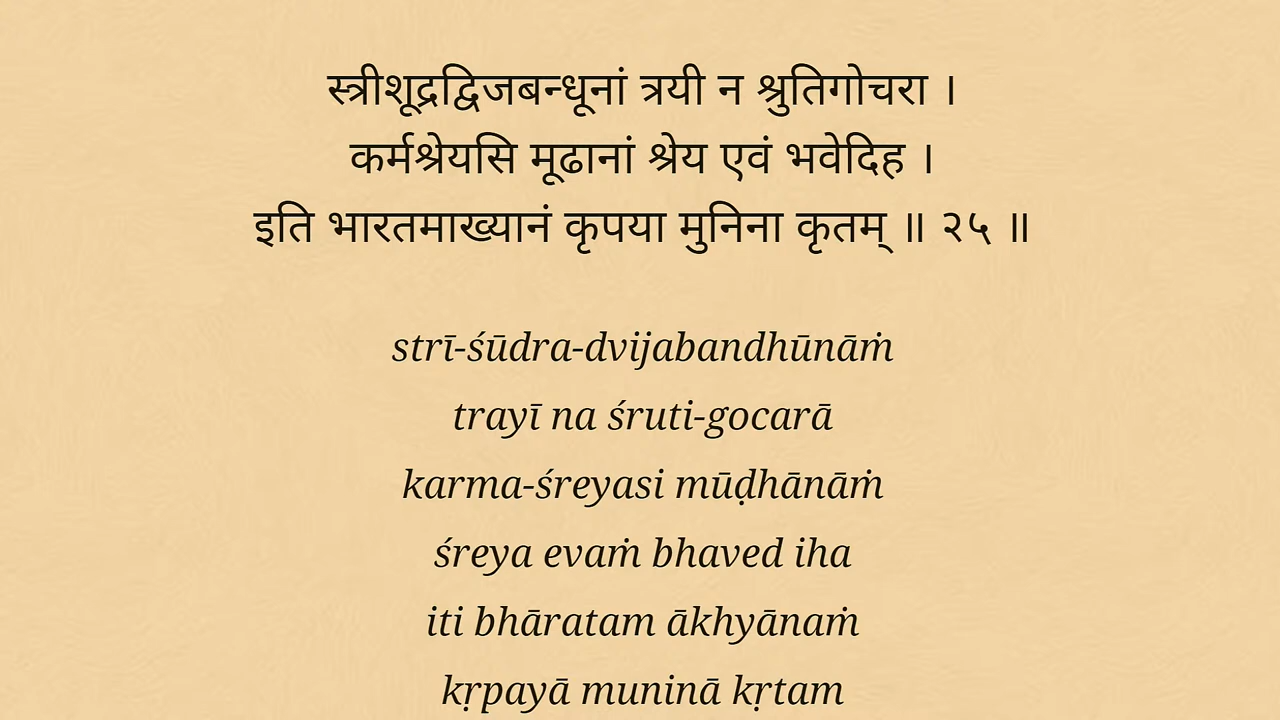 स्त्रीशूद्रद्विजबन्धूनां त्रयी न श्रुतिगोचरा ।
कर्मश्रेयसि मूढानां श्रेय एवं भवेदिह ।
इति भारतमाख्यानं कृपया मुनिना कृतम् ॥ २५ ॥
strī-śūdra-dvijabandhūnāṁ
trayī na śruti-gocarā
karma-śreyasi mūḍhānāṁ
śreya evaṁ bhaved iha
iti bhāratam ākhyānaṁ
kṛpayā muninā kṛtam